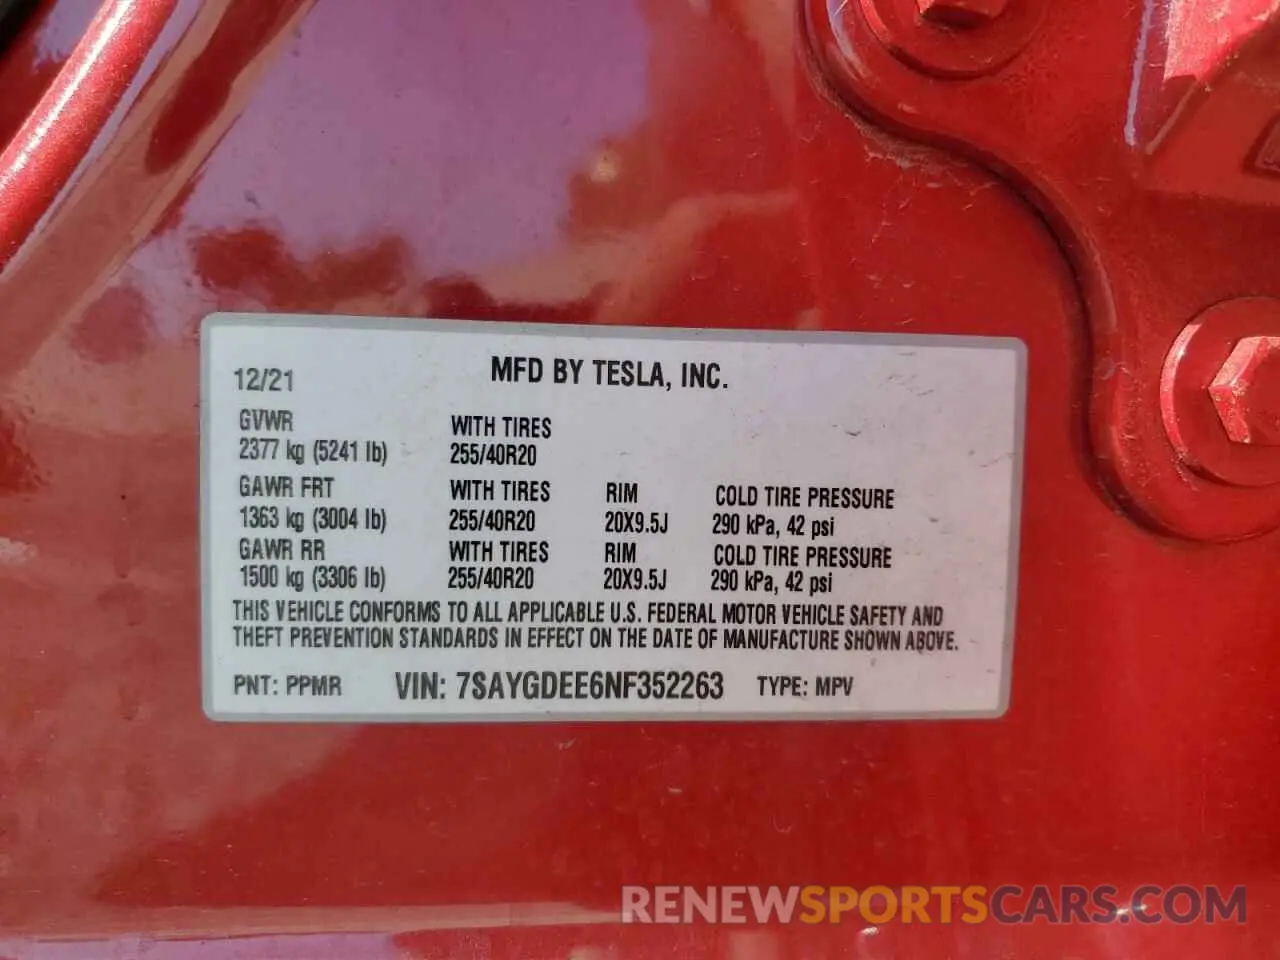 12/21 MFD BY TESLA, INC.
GVWR WITH TIRES
2377 kg (5241 lb) 255/40R20
GAWR FRT WITH TIRES RIM COLD TIRE PRESSURE
1363 kg (3004 lb) 255/40R20 20X9.5J 290 kPa, 42 psi
GAWR RR WITH TIRES RIM COLD TIRE PRESSURE
1500 kg (3306 lb) 255/40R20 20X9.5J 290 kPa, 42 psi
THIS VEHICLE CONFORMS TO ALL APPLICABLE U.S. FEDERAL MOTOR VEHICLE SAFETY AND
THEFT PREVENTION STANDARDS IN EFFECT ON THE DATE OF MANUFACTURE SHOWN ABOVE.
PNT: PPMR VIN: 7SAYGDEE6NF352263 TYPE: MPV
RENEWSPORTSCARS.COM